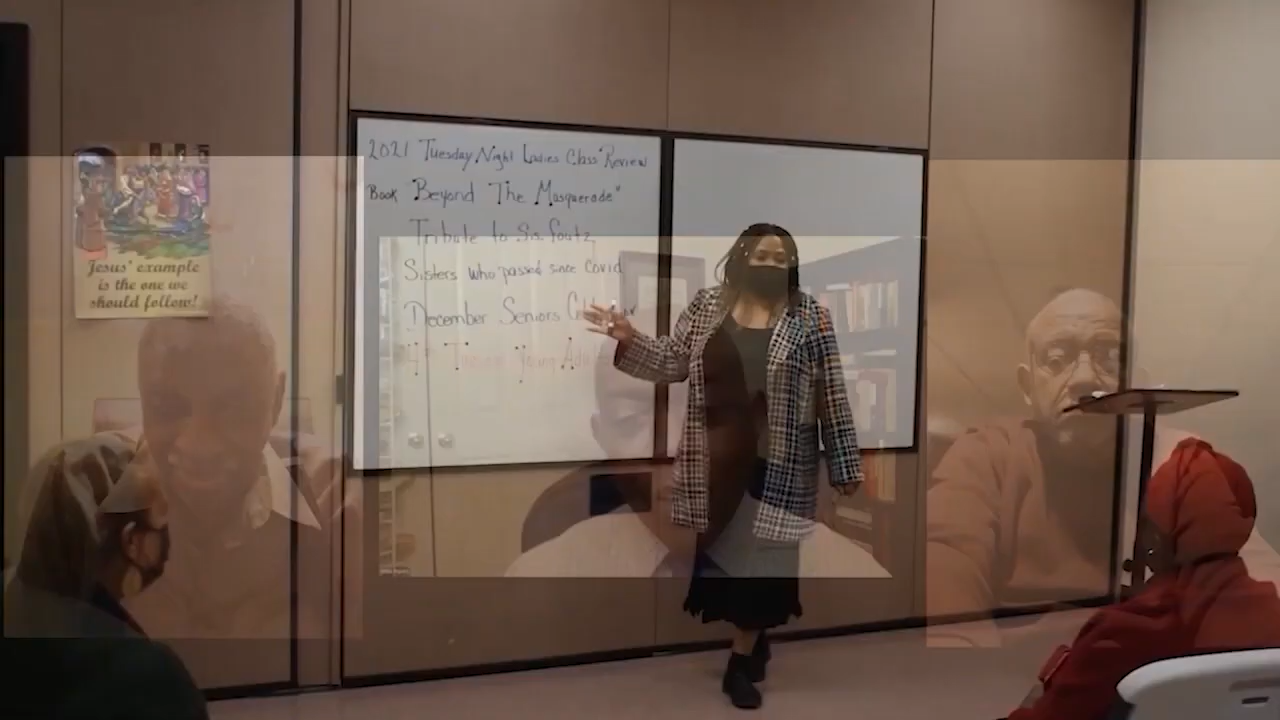 2021 Tuesday Night Ladies Class Review
Book "Beyond The Masquerade"
Tribute to Sis. Foutz
Sisters who passed since Covid
December Seniors
Young
Jesus' example
is the one we
should follow!